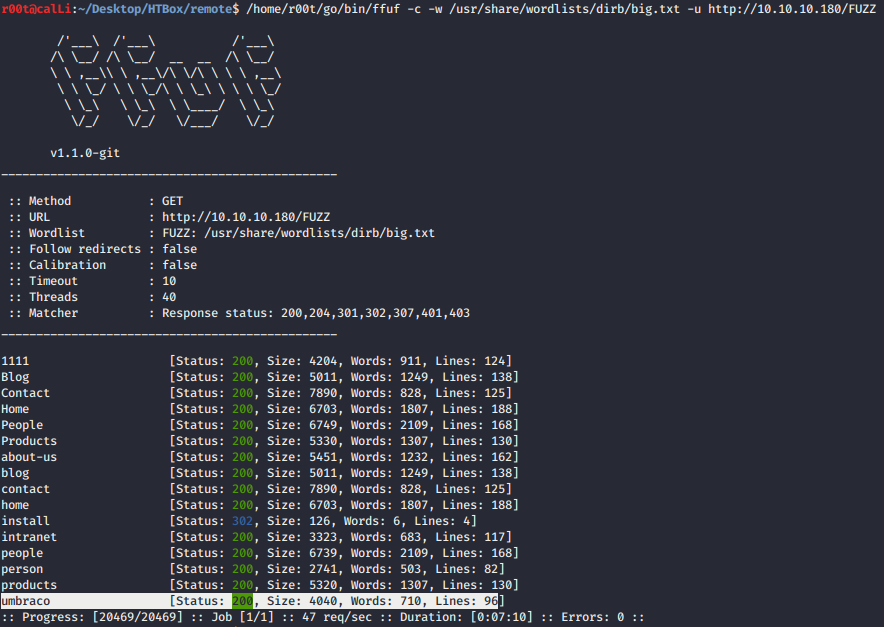 r00t@calLi:~/Desktop/HTBox/remote$ /home/r00t/go/bin/ffuf -c -w /usr/share/wordlists/dirb/big.txt -u http://10.10.10.180/FUZZ
        /'___\  /'___\           /'___\
       /\ \__/ /\ \__/  __  __  /\ \__/
       \ \ ,__\\ \ ,__\/\ \/\ \ \ \ ,__\
        \ \ \_/ \ \ \_/\ \ \_\ \ \ \ \_/
         \ \_\   \ \_\  \ \____/  \ \_\
          \/_/    \/_/   \/___/    \/_/
v1.1.0-git
________________________________________________
:: Method : GET
:: URL : http://10.10.10.180/FUZZ
:: Wordlist : FUZZ: /usr/share/wordlists/dirb/big.txt
:: Follow redirects : false
:: Calibration : false
:: Timeout : 10
:: Threads : 40
:: Matcher : Response status: 200,204,301,302,307,401,403
________________________________________________
1111 [Status: 200, Size: 4204, Words: 911, Lines: 124]
Blog [Status: 200, Size: 5011, Words: 1249, Lines: 138]
Contact [Status: 200, Size: 7890, Words: 828, Lines: 125]
Home [Status: 200, Size: 6703, Words: 1807, Lines: 188]
People [Status: 200, Size: 6749, Words: 2109, Lines: 168]
Products [Status: 200, Size: 5330, Words: 1307, Lines: 130]
about-us [Status: 200, Size: 5451, Words: 1232, Lines: 162]
blog [Status: 200, Size: 5011, Words: 1249, Lines: 138]
contact [Status: 200, Size: 7890, Words: 828, Lines: 125]
home [Status: 200, Size: 6703, Words: 1807, Lines: 188]
install [Status: 302, Size: 126, Words: 6, Lines: 4]
intranet [Status: 200, Size: 3323, Words: 683, Lines: 117]
people [Status: 200, Size: 6739, Words: 2109, Lines: 168]
person [Status: 200, Size: 2741, Words: 503, Lines: 82]
products [Status: 200, Size: 5320, Words: 1307, Lines: 130]
umbraco [Status: 200, Size: 4040, Words: 710, Lines: 96]
:: Progress: [20469/20469] :: Job [1/1] :: 47 req/sec :: Duration: [0:07:10] :: Errors: 0 ::